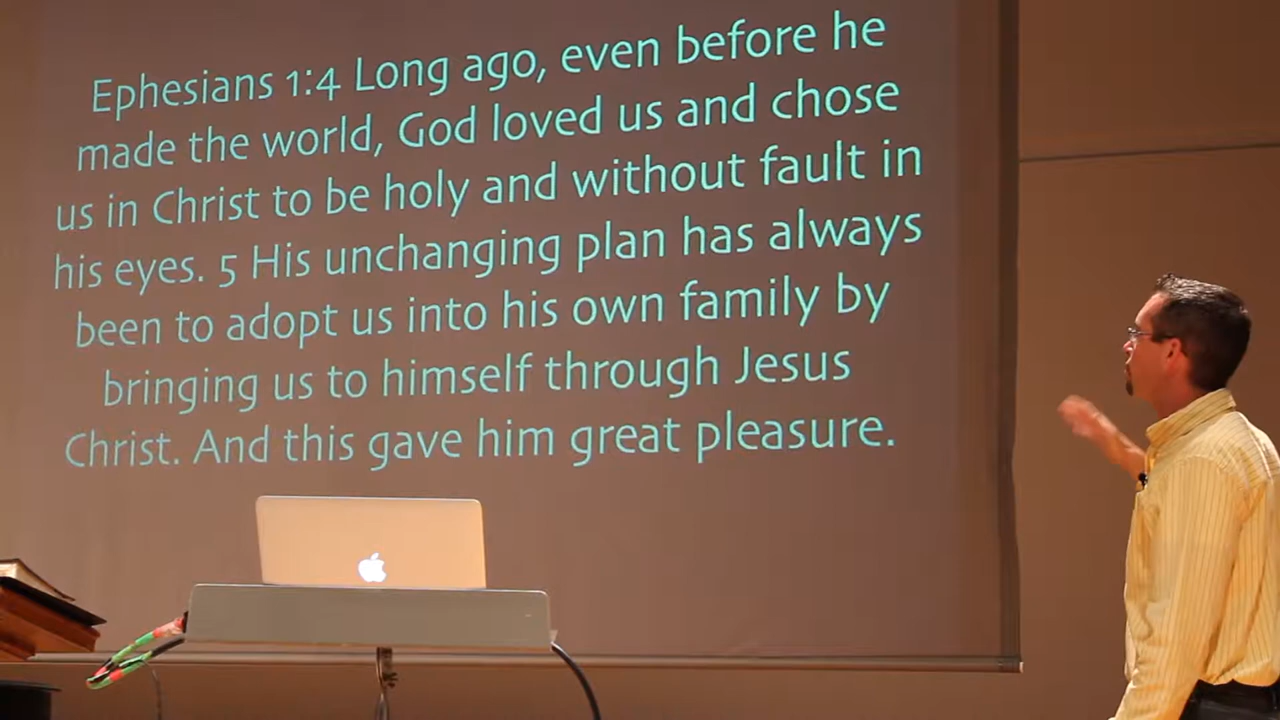 Ephesians 1:4 Long ago, even before he
made the world, God loved us and chose
us in Christ to be holy and without fault in
his eyes. 5 His unchanging plan has always
been to adopt us into his own family by
bringing us to himself through Jesus
Christ. And this gave him great pleasure.